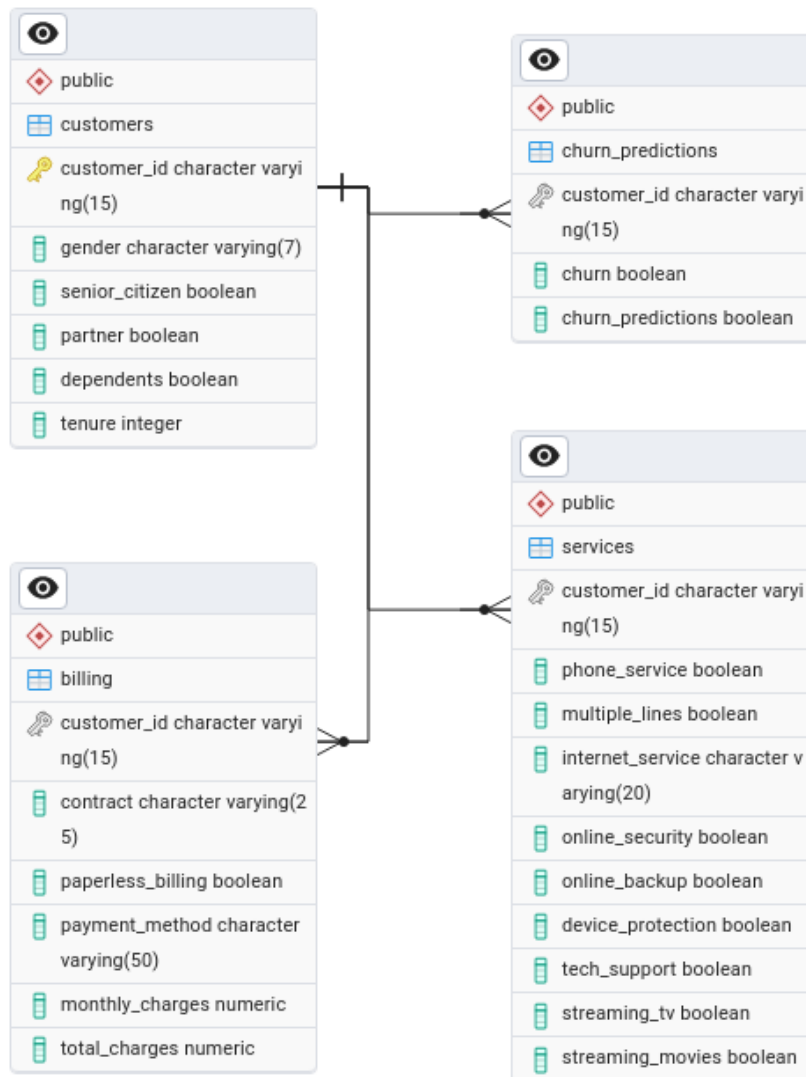 public
customers
customer_id character varyi
ng(15)
gender character varying(7)
senior_citizen boolean
partner boolean
dependents boolean
tenure integer
public
churn_predictions
customer_id character varyi
ng(15)
churn boolean
churn_predictions boolean
public
billing
customer_id character varyi
ng(15)
contract character varying(2
5)
paperless_billing boolean
payment_method character
varying(50)
monthly_charges numeric
total_charges numeric
public
services
customer_id character varyi
ng(15)
phone_service boolean
multiple_lines boolean
internet_service character v
arying(20)
online_security boolean
online_backup boolean
device_protection boolean
tech_support boolean
streaming_tv boolean
streaming_movies boolean